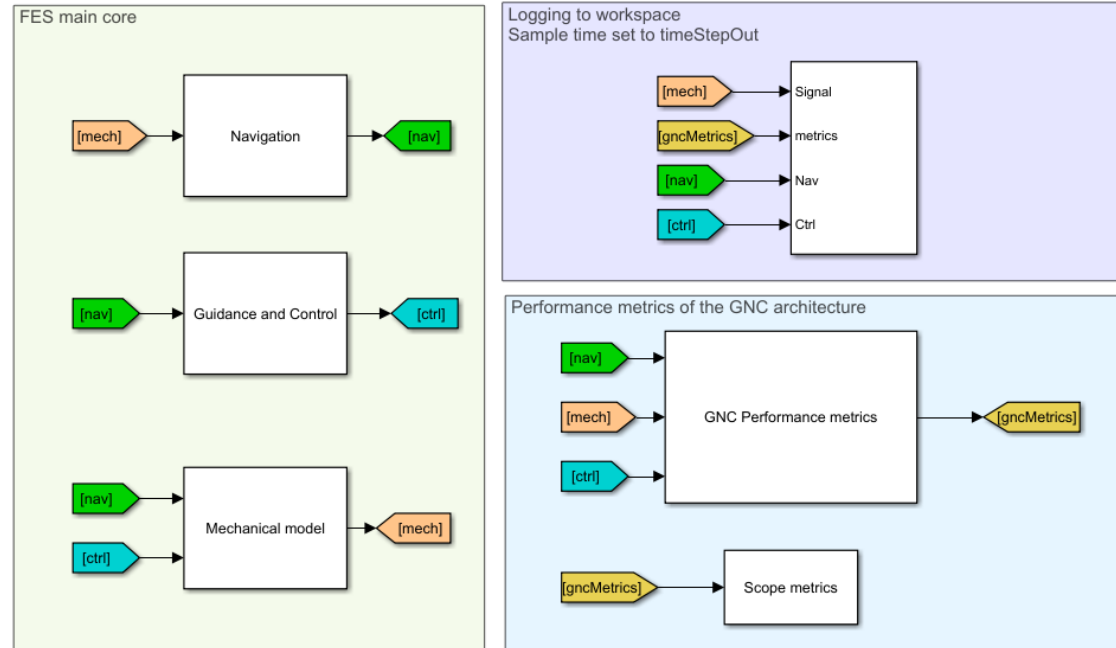 FES main core
[mech]
Navigation
[nav]
[nav]
Guidance and Control
[ctrl]
[nav]
[ctrl]
Mechanical model
[mech]
Logging to workspace
Sample time set to timeStepOut
[mech]
Signal
[gncMetrics]
metrics
[nav]
Nav
[ctrl]
Ctrl
Performance metrics of the GNC architecture
[nav]
[mech]
[ctrl]
GNC Performance metrics
[gncMetrics]
[gncMetrics]
Scope metrics